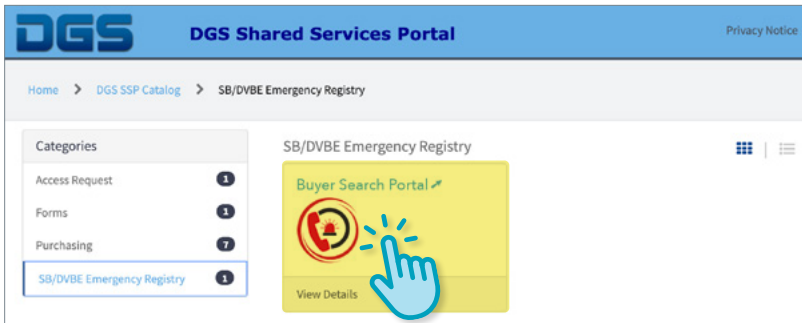 DGS DGS Shared Services Portal Privacy Notice
Home > DGS SSP Catalog > SB/DVBE Emergency Registry
Categories
Access Request 1
Forms 1
Purchasing 7
SB/DVBE Emergency Registry 1
SB/DVBE Emergency Registry
Buyer Search Portal
View Details